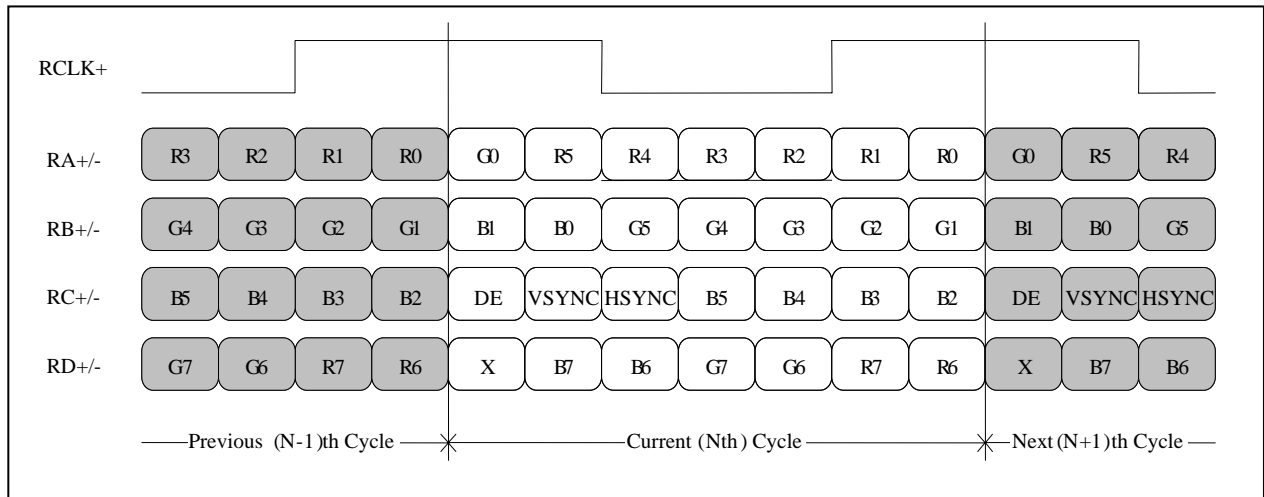 RCLK+
RA+/- R3 R2 R1 R0 G0 R5 R4 R3 R2 R1 R0 G0 R5 R4
RB+/- G4 G3 G2 G1 B1 B0 G5 G4 G3 G2 G1 B1 B0 G5
RC+/- B5 B4 B3 B2 DE VSYNC HSYNC B5 B4 B3 B2 DE VSYNC HSYNC
RD+/- G7 G6 R7 R6 X B7 B6 G7 G6 R7 R6 X B7 B6
Previous (N-1)th Cycle Current (Nth) Cycle Next (N+1)th Cycle